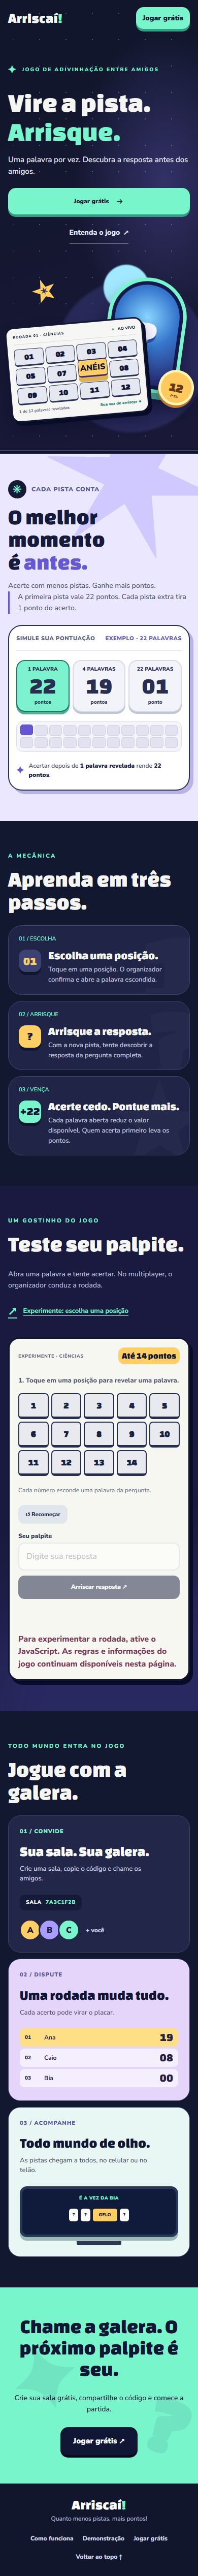 Arriscaí!
Jogar grátis
JOGO DE ADIVINHAÇÃO ENTRE AMIGOS
Vire a pista.
Arrisque.
Uma palavra por vez. Descubra a resposta antes dos
amigos.
Jogar grátis →
Entenda o jogo ↗
RODADA 01 · CIÊNCIAS
AO VIVO
01 02 03 04
05 07 ANÉIS 08
09 10 11 12
1 de 12 palavras reveladas
Sua vez de arriscar
12
PTS
CADA PISTA CONTA
O melhor
momento
é antes.
Acerte com menos pistas. Ganhe mais pontos.
A primeira pista vale 22 pontos. Cada pista extra tira
1 ponto do acerto.
SIMULE SUA PONTUAÇÃO
EXEMPLO · 22 PALAVRAS
1 PALAVRA
22
pontos
4 PALAVRAS
19
pontos
22 PALAVRAS
01
ponto
Acertar depois de 1 palavra revelada rende 22
pontos.
A MECÂNICA
Aprenda em três
passos.
01 / ESCOLHA
01
Escolha uma posição.
Toque em uma posição. O organizador
confirma e abre a palavra escondida.
02 / ARRISQUE
?
Arrisque a resposta.
Com a nova pista, tente descobrir a
resposta da pergunta completa.
03 / VENÇA
+22
Acerte cedo. Pontue mais.
Cada palavra aberta reduz o valor
disponível. Quem acerta primeiro leva os
pontos.
UM GOSTINHO DO JOGO
Teste seu palpite.
Abra uma palavra e tente acertar. No multiplayer, o
organizador conduz a rodada.
↗ Experimente: escolha uma posição
EXPERIMENTE · CIÊNCIAS
Até 14 pontos
1. Toque em uma posição para revelar uma palavra.
1 2 3 4 5
6 7 8 9 10
11 12 13 14
Cada número esconde uma palavra da pergunta.
↺ Recomeçar
Seu palpite
Digite sua resposta
Arriscar resposta ↗
Para experimentar a rodada, ative o
JavaScript. As regras e informações do
jogo continuam disponíveis nesta página.
TODO MUNDO ENTRA NO JOGO
Jogue com a
galera.
01 / CONVIDE
Sua sala. Sua galera.
Crie uma sala, copie o código e chame os
amigos.
SALA 7A3C1F2B
A B C + você
02 / DISPUTE
Uma rodada muda tudo.
Cada acerto pode virar o placar.
01 Ana 19
02 Caio 08
03 Bia 00
03 / ACOMPANHE
Todo mundo de olho.
As pistas chegam a todos, no celular ou no
telão.
É A VEZ DA BIA
? ? GELO ?
Chame a galera. O
próximo palpite é
seu.
Crie sua sala grátis, compartilhe o código e comece a
partida.
Jogar grátis ↗
Arriscaí!
Quanto menos pistas, mais pontos!
Como funciona Demonstração Jogar grátis
Voltar ao topo ↑